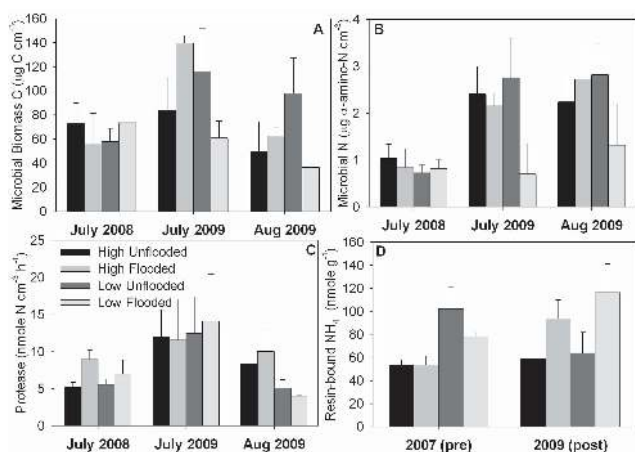 A
Microbial Biomass C (ug C cm⁻³)
160
140
120
100
80
60
40
20
0
July 2008 July 2009 Aug 2009
B
Microbial N (µg α-amino-N cm⁻³)
4
3
2
1
0
July 2008 July 2009 Aug 2009
C
Protease (nmole N cm⁻³ h⁻¹)
25
20
15
10
5
0
High Unflooded
High Flooded
Low Unflooded
Low Flooded
July 2008 July 2009 Aug 2009
D
Resin-bound NH₄ (nmole g⁻¹)
160
140
120
100
80
60
40
20
0
2007 (pre) 2009 (post)